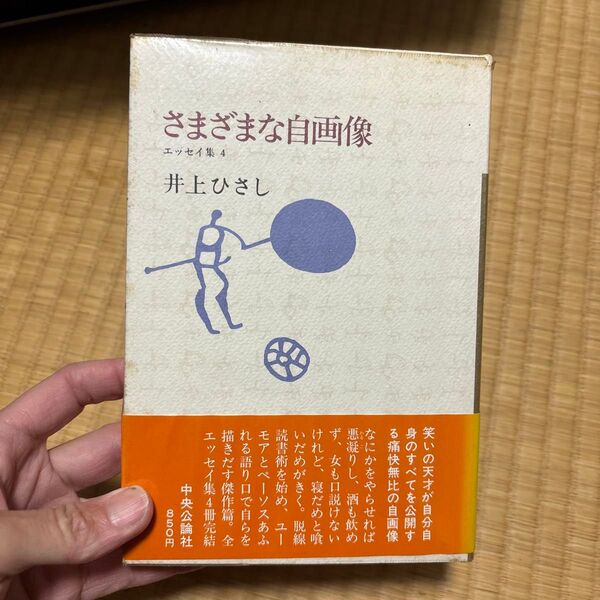 さまざまな自画像
エッセイ集 4
井上ひさし
笑いの天才が自分自
身のすべてを公開す
る痛快無比の自画像
なにかをやらせれば
悪凝りし、酒も飲め
ず、女も口説けない
けれど、寝だめと喰
いだめがきく。脱線
読書術を始め、ユー
モアとペーソスあふ
れる語り口で自らを
描きだす傑作篇。全
エッセイ集4冊完結
中央公論社
850円